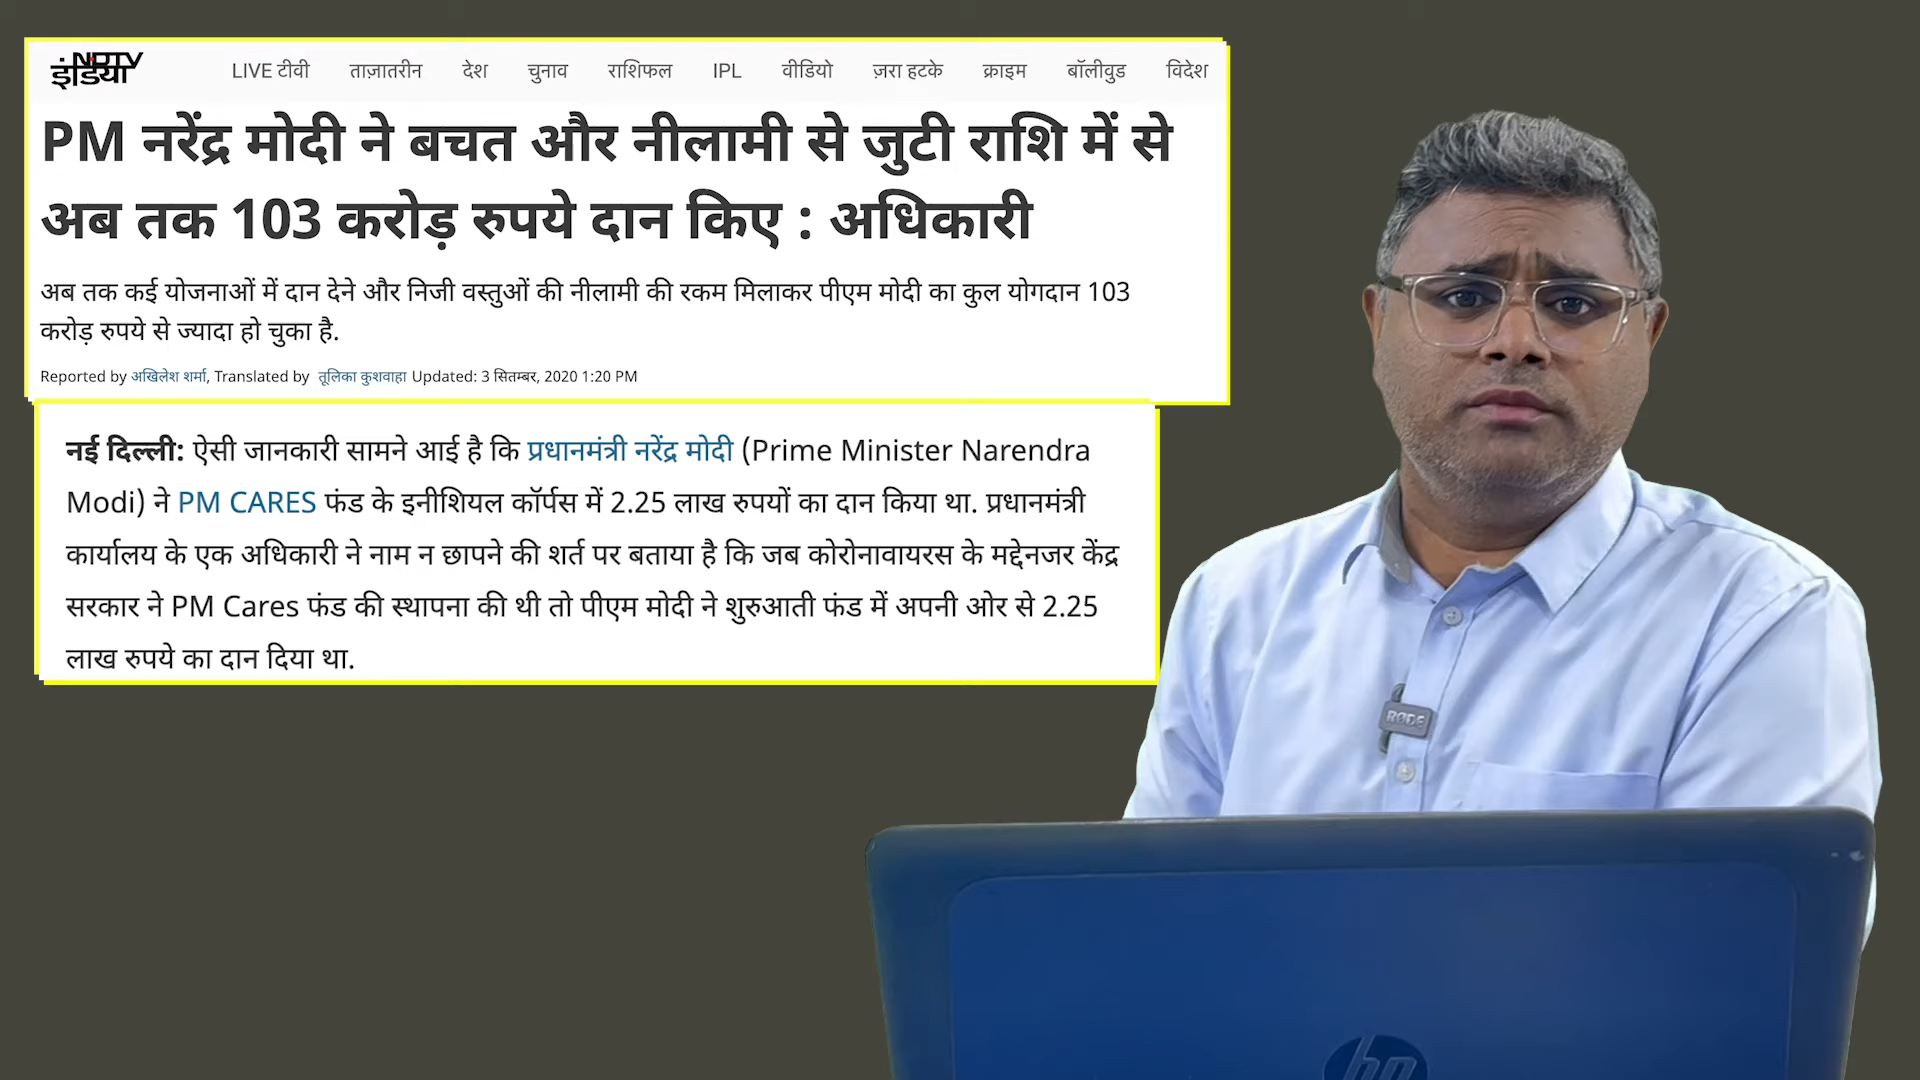 NDTV
इंडिया
LIVE टीवी ताज़ातरीन देश चुनाव राशिफल IPL वीडियो ज़रा हटके क्राइम बॉलीवुड विदेश
PM नरेंद्र मोदी ने बचत और नीलामी से जुटी राशि में से
अब तक 103 करोड़ रुपये दान किए : अधिकारी
अब तक कई योजनाओं में दान देने और निजी वस्तुओं की नीलामी की रकम मिलाकर पीएम मोदी का कुल योगदान 103
करोड़ रुपये से ज्यादा हो चुका है.
Reported by अखिलेश शर्मा, Translated by तूलिका कुशवाहा Updated: 3 सितम्बर, 2020 1:20 PM
नई दिल्ली: ऐसी जानकारी सामने आई है कि प्रधानमंत्री नरेंद्र मोदी (Prime Minister Narendra
Modi) ने PM CARES फंड के इनीशियल कॉर्पस में 2.25 लाख रुपयों का दान किया था. प्रधानमंत्री
कार्यालय के एक अधिकारी ने नाम न छापने की शर्त पर बताया है कि जब कोरोनावायरस के मद्देनजर केंद्र
सरकार ने PM Cares फंड की स्थापना की थी तो पीएम मोदी ने शुरुआती फंड में अपनी ओर से 2.25
लाख रुपये का दान दिया था.
RØDE
hp